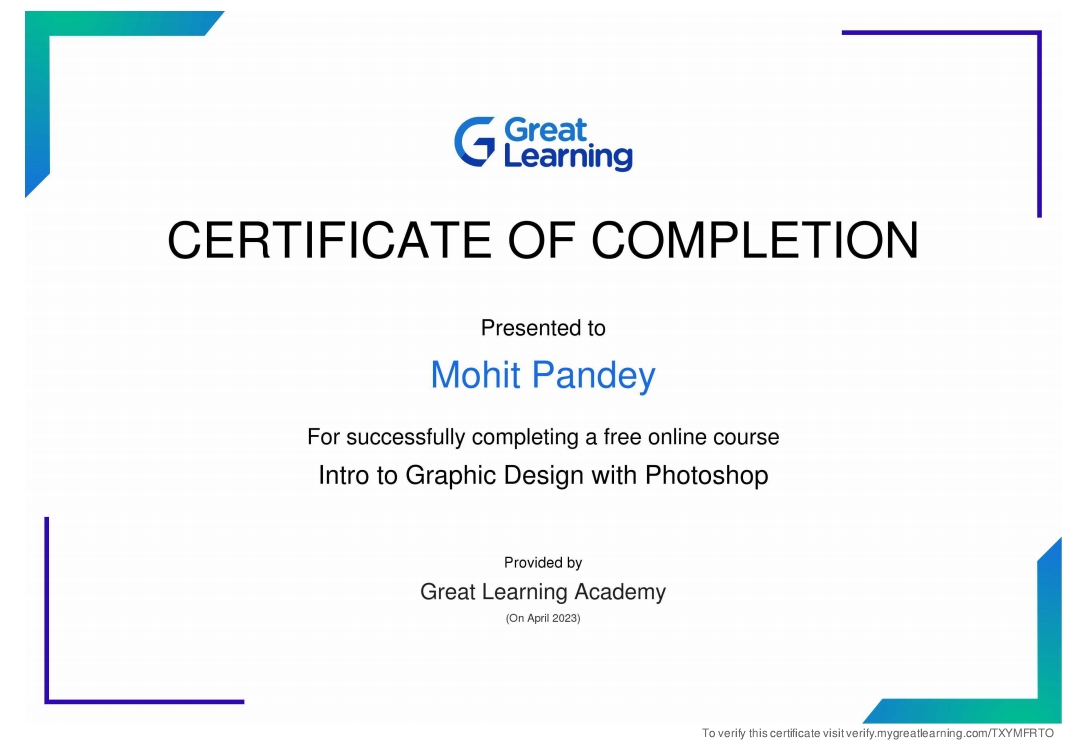 Great
Learning
CERTIFICATE OF COMPLETION
Presented to
Mohit Pandey
For successfully completing a free online course
Intro to Graphic Design with Photoshop
Provided by
Great Learning Academy
(On April 2023)
To verify this certificate visit verify.mygreatlearning.com/TXYMFRTO